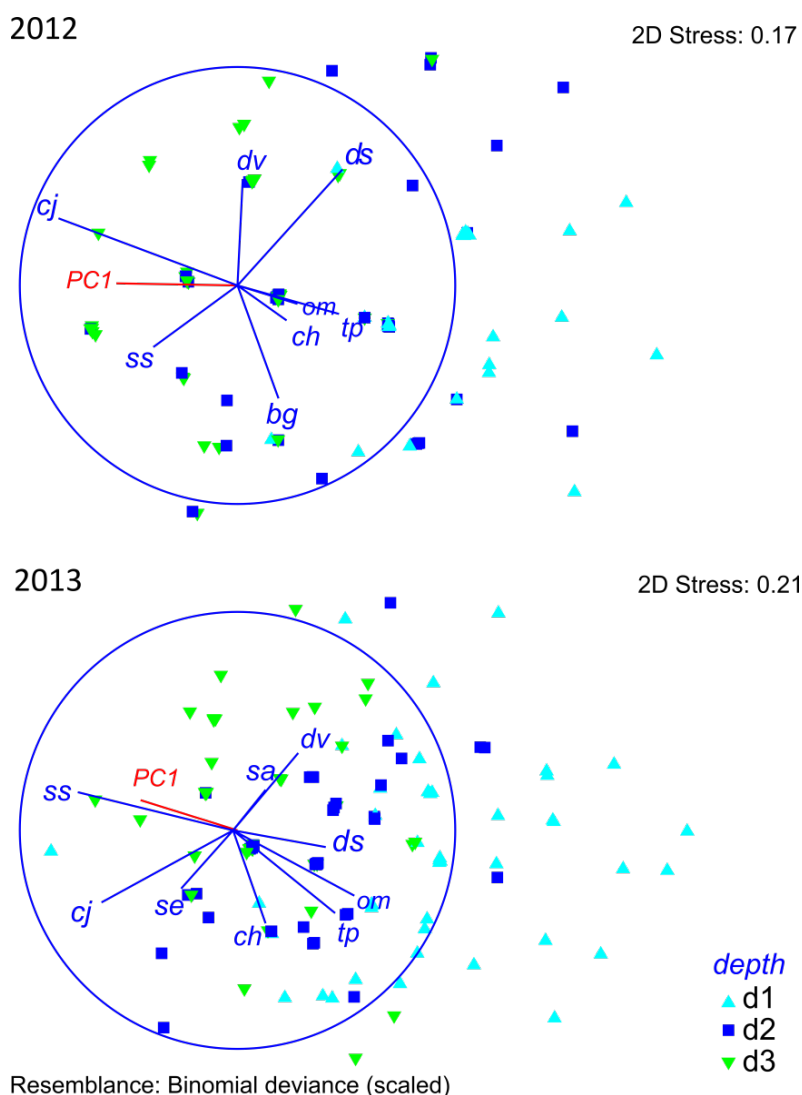 2012
2D Stress: 0.17
dv
ds
cj
PC1
om
ch
tp
ss
bg
2013
2D Stress: 0.21
dv
PC1
sa
ss
ds
cj
se
om
ch
tp
depth
d1
d2
d3
Resemblance: Binomial deviance (scaled)